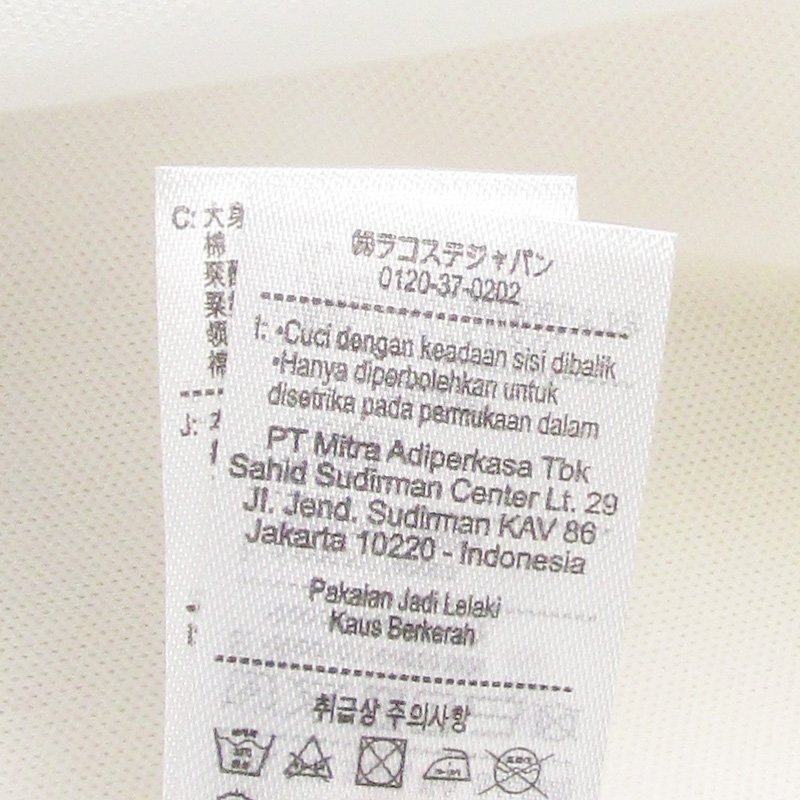 C: 大身
棉
領
棉
J:
㈱ラコステジャパン
0120-37-0202
I: •Cuci dengan keadaan sisi dibalik
•Hanya diperbolehkan untuk
disetrika pada permukaan dalam
PT Mitra Adiperkasa Tbk
Sahid Sudirman Center Lt. 29
Jl. Jend. Sudirman KAV 86
Jakarta 10220 - Indonesia
Pakaian Jadi Lelaki
Kaus Berkerah
취급상 주의사항